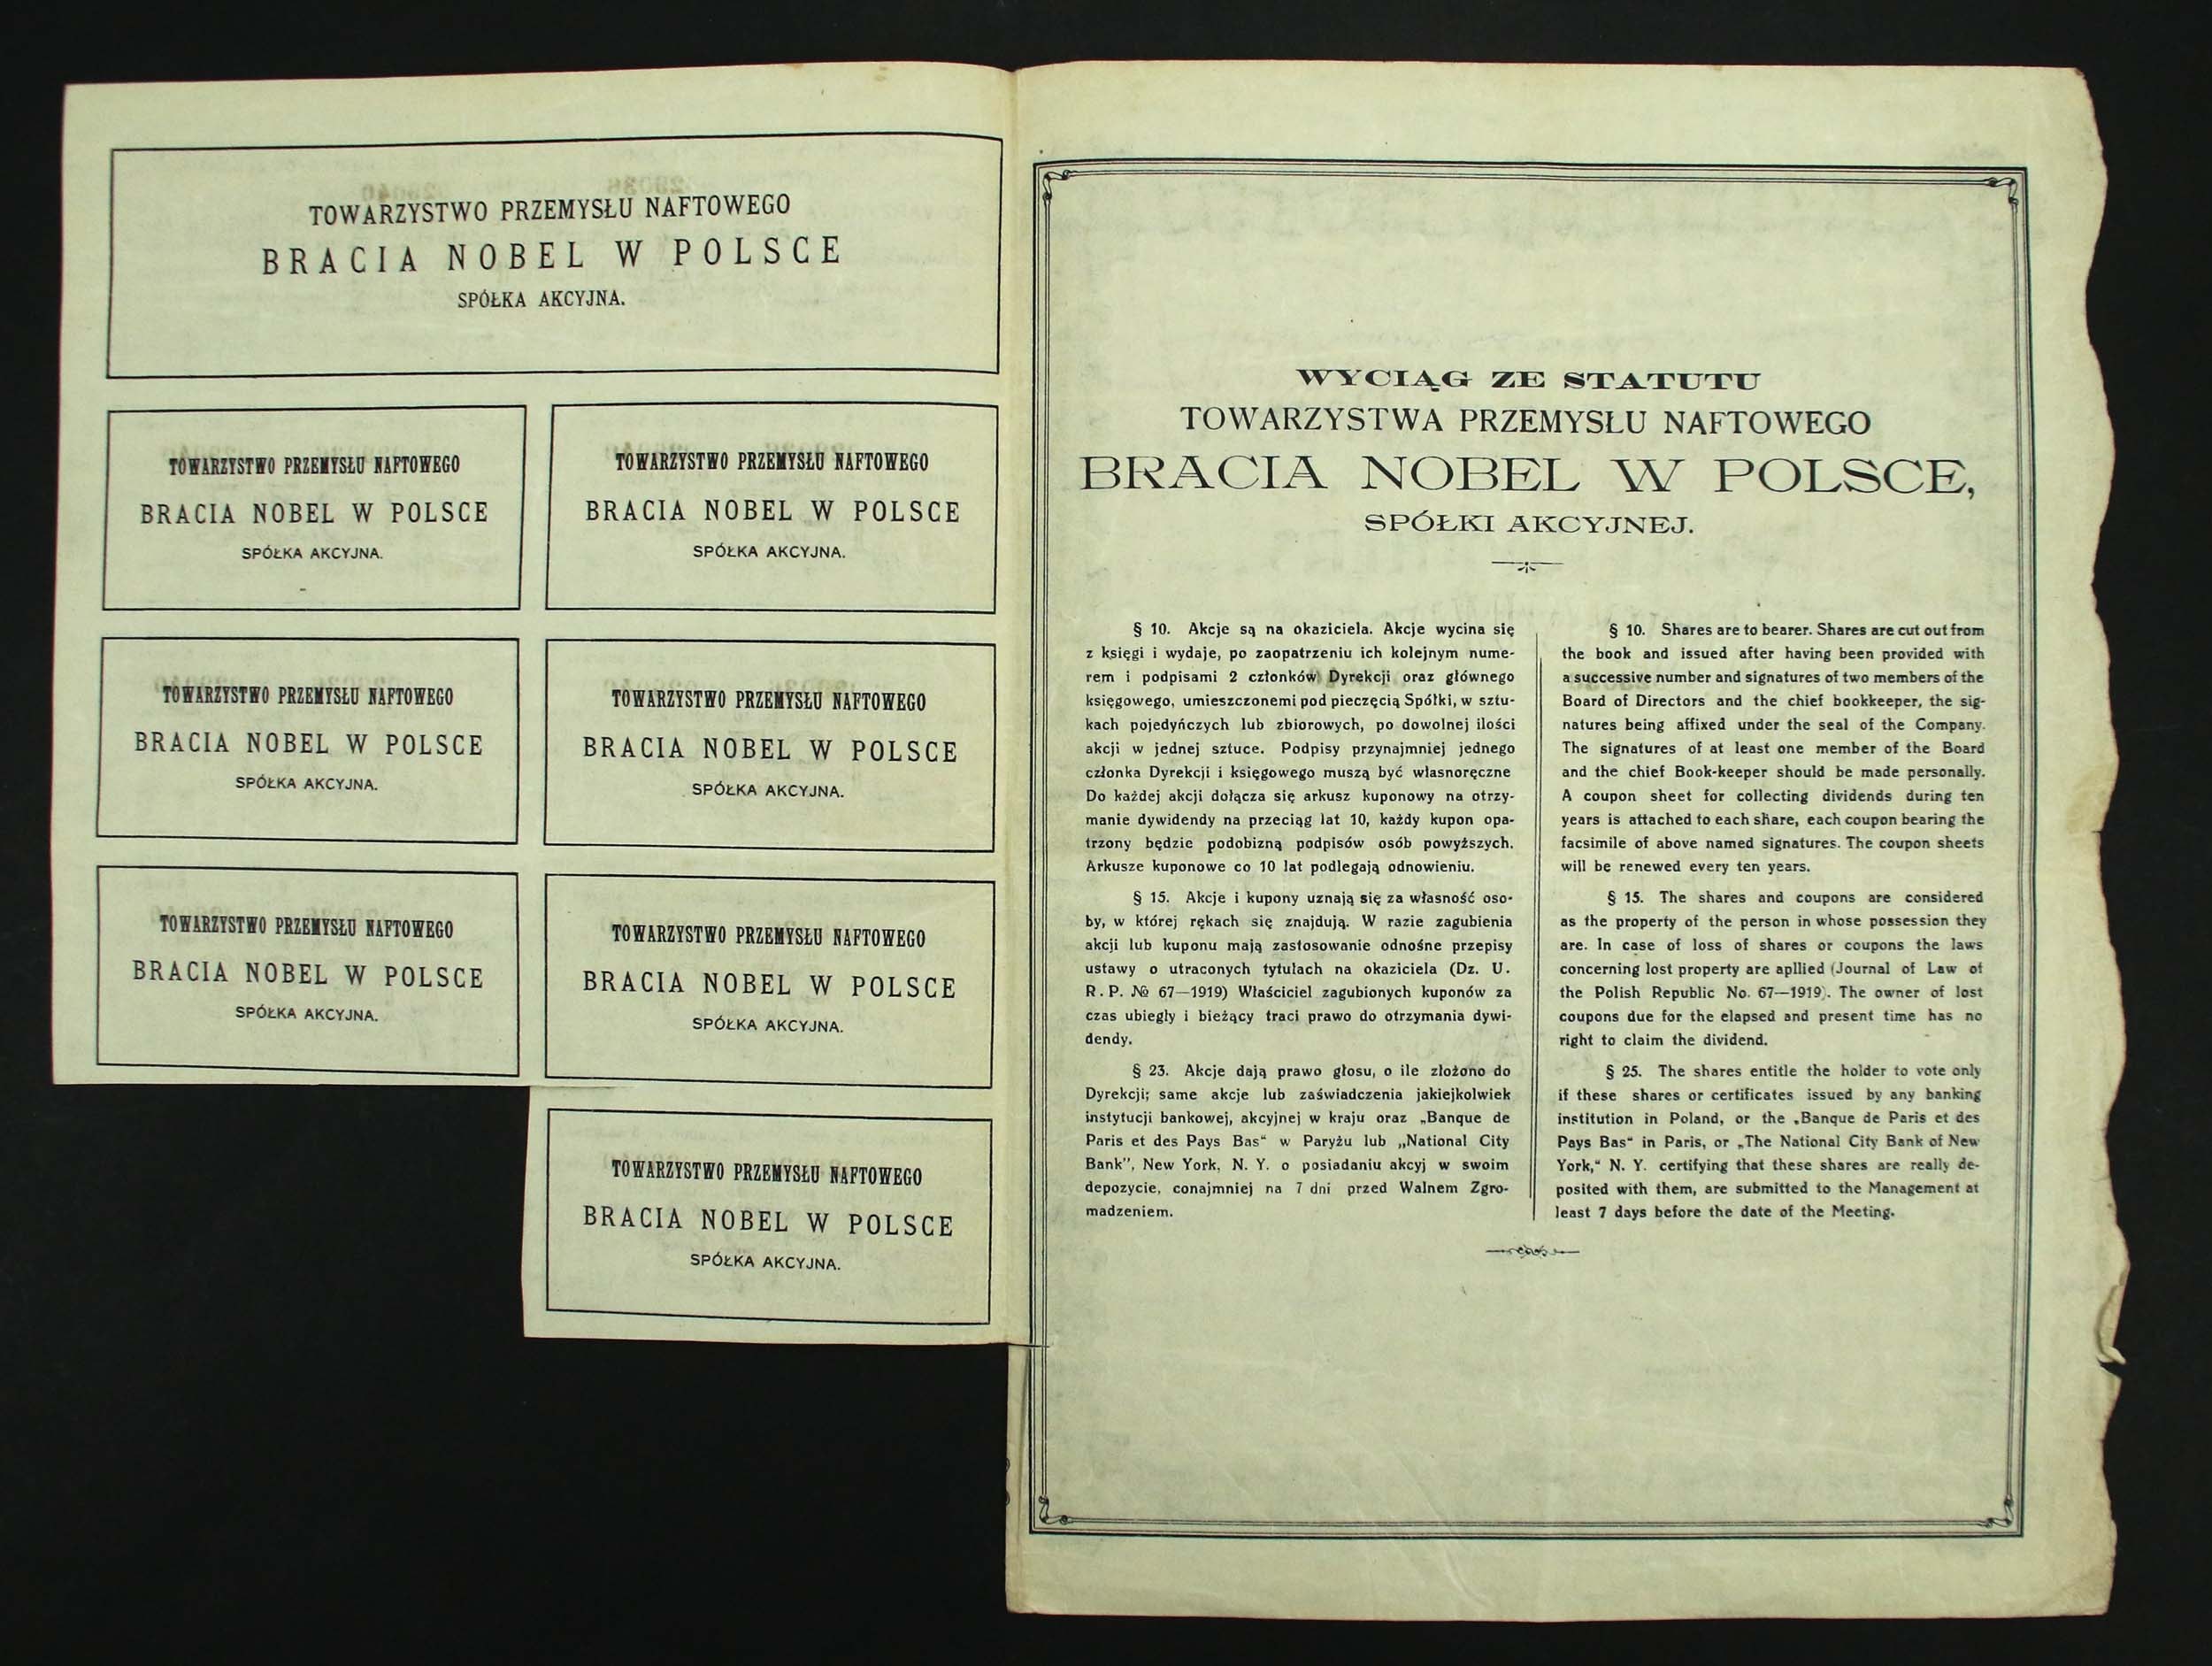 TOWARZYSTWO PRZEMYSŁU NAFTOWEGO
BRACIA NOBEL W POLSCE
SPÓŁKA AKCYJNA.
TOWARZYSTWO PRZEMYSŁU NAFTOWEGO
BRACIA NOBEL W POLSCE
SPÓŁKA AKCYJNA.
TOWARZYSTWO PRZEMYSŁU NAFTOWEGO
BRACIA NOBEL W POLSCE
SPÓŁKA AKCYJNA.
TOWARZYSTWO PRZEMYSŁU NAFTOWEGO
BRACIA NOBEL W POLSCE
SPÓŁKA AKCYJNA.
TOWARZYSTWO PRZEMYSŁU NAFTOWEGO
BRACIA NOBEL W POLSCE
SPÓŁKA AKCYJNA.
TOWARZYSTWO PRZEMYSŁU NAFTOWEGO
BRACIA NOBEL W POLSCE
SPÓŁKA AKCYJNA.
TOWARZYSTWO PRZEMYSŁU NAFTOWEGO
BRACIA NOBEL W POLSCE
SPÓŁKA AKCYJNA.
TOWARZYSTWO PRZEMYSŁU NAFTOWEGO
BRACIA NOBEL W POLSCE
SPÓŁKA AKCYJNA.
WYCIĄG ZE STATUTU
TOWARZYSTWA PRZEMYSŁU NAFTOWEGO
BRACIA NOBEL W POLSCE,
SPÓŁKI AKCYJNEJ.
§ 10. Akcje są na okaziciela. Akcje wycina się
z księgi i wydaje, po zaopatrzeniu ich kolejnym nume-
rem i podpisami 2 członków Dyrekcji oraz głównego
księgowego, umieszczonemi pod pieczęcią Spółki, w sztu-
kach pojedyńczych lub zbiorowych, po dowolnej ilości
akcji w jednej sztuce. Podpisy przynajmniej jednego
członka Dyrekcji i księgowego muszą być własnoręczne
Do każdej akcji dołącza się arkusz kuponowy na otrzy-
manie dywidendy na przeciąg lat 10, każdy kupon opa-
trzony będzie podobizną podpisów osób powyższych.
Arkusze kuponowe co 10 lat podlegają odnowieniu.
§ 15. Akcje i kupony uznają się za własność oso-
by, w której rękach się znajdują. W razie zagubienia
akcji lub kuponu mają zastosowanie odnośne przepisy
ustawy o utraconych tytułach na okaziciela (Dz. U.
R. P. № 67—1919) Właściciel zagubionych kuponów za
czas ubiegły i bieżący traci prawo do otrzymania dywi-
dendy.
§ 23. Akcje dają prawo głosu, o ile złożono do
Dyrekcji; same akcje lub zaświadczenia jakiejkolwiek
instytucji bankowej, akcyjnej w kraju oraz „Banque de
Paris et des Pays Bas“ w Paryżu lub „National City
Bank”, New York, N. Y. o posiadaniu akcyj w swoim
depozycie, conajmniej na 7 dni przed Walnem Zgro-
madzeniem.
§ 10. Shares are to bearer. Shares are cut out from
the book and issued after having been provided with
a successive number and signatures of two members of the
Board of Directors and the chief bookkeeper, the sig-
natures being affixed under the seal of the Company.
The signatures of at least one member of the Board
and the chief Book-keeper should be made personally.
A coupon sheet for collecting dividends during ten
years is attached to each share, each coupon bearing the
facsimile of above named signatures. The coupon sheets
will be renewed every ten years.
§ 15. The shares and coupons are considered
as the property of the person in whose possession they
are. In case of loss of shares or coupons the laws
concerning lost property are apllied (Journal of Law of
the Polish Republic No. 67—1919). The owner of lost
coupons due for the elapsed and present time has no
right to claim the dividend.
§ 25. The shares entitle the holder to vote only
if these shares or certificates issued by any banking
institution in Poland, or the „Banque de Paris et des
Pays Bas“ in Paris, or „The National City Bank of New
York,“ N. Y. certifying that these shares are really de-
posited with them, are submitted to the Management at
least 7 days before the date of the Meeting.